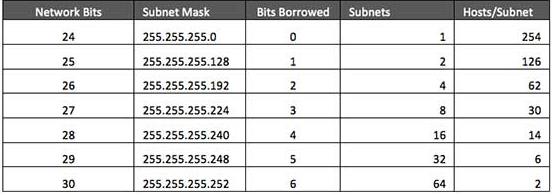 Network Bits Subnet Mask Bits Borrowed Subnets Hosts/Subnet
24 255.255.255.0 0 1 254
25 255.255.255.128 1 2 126
26 255.255.255.192 2 4 62
27 255.255.255.224 3 8 30
28 255.255.255.240 4 16 14
29 255.255.255.248 5 32 6
30 255.255.255.252 6 64 2